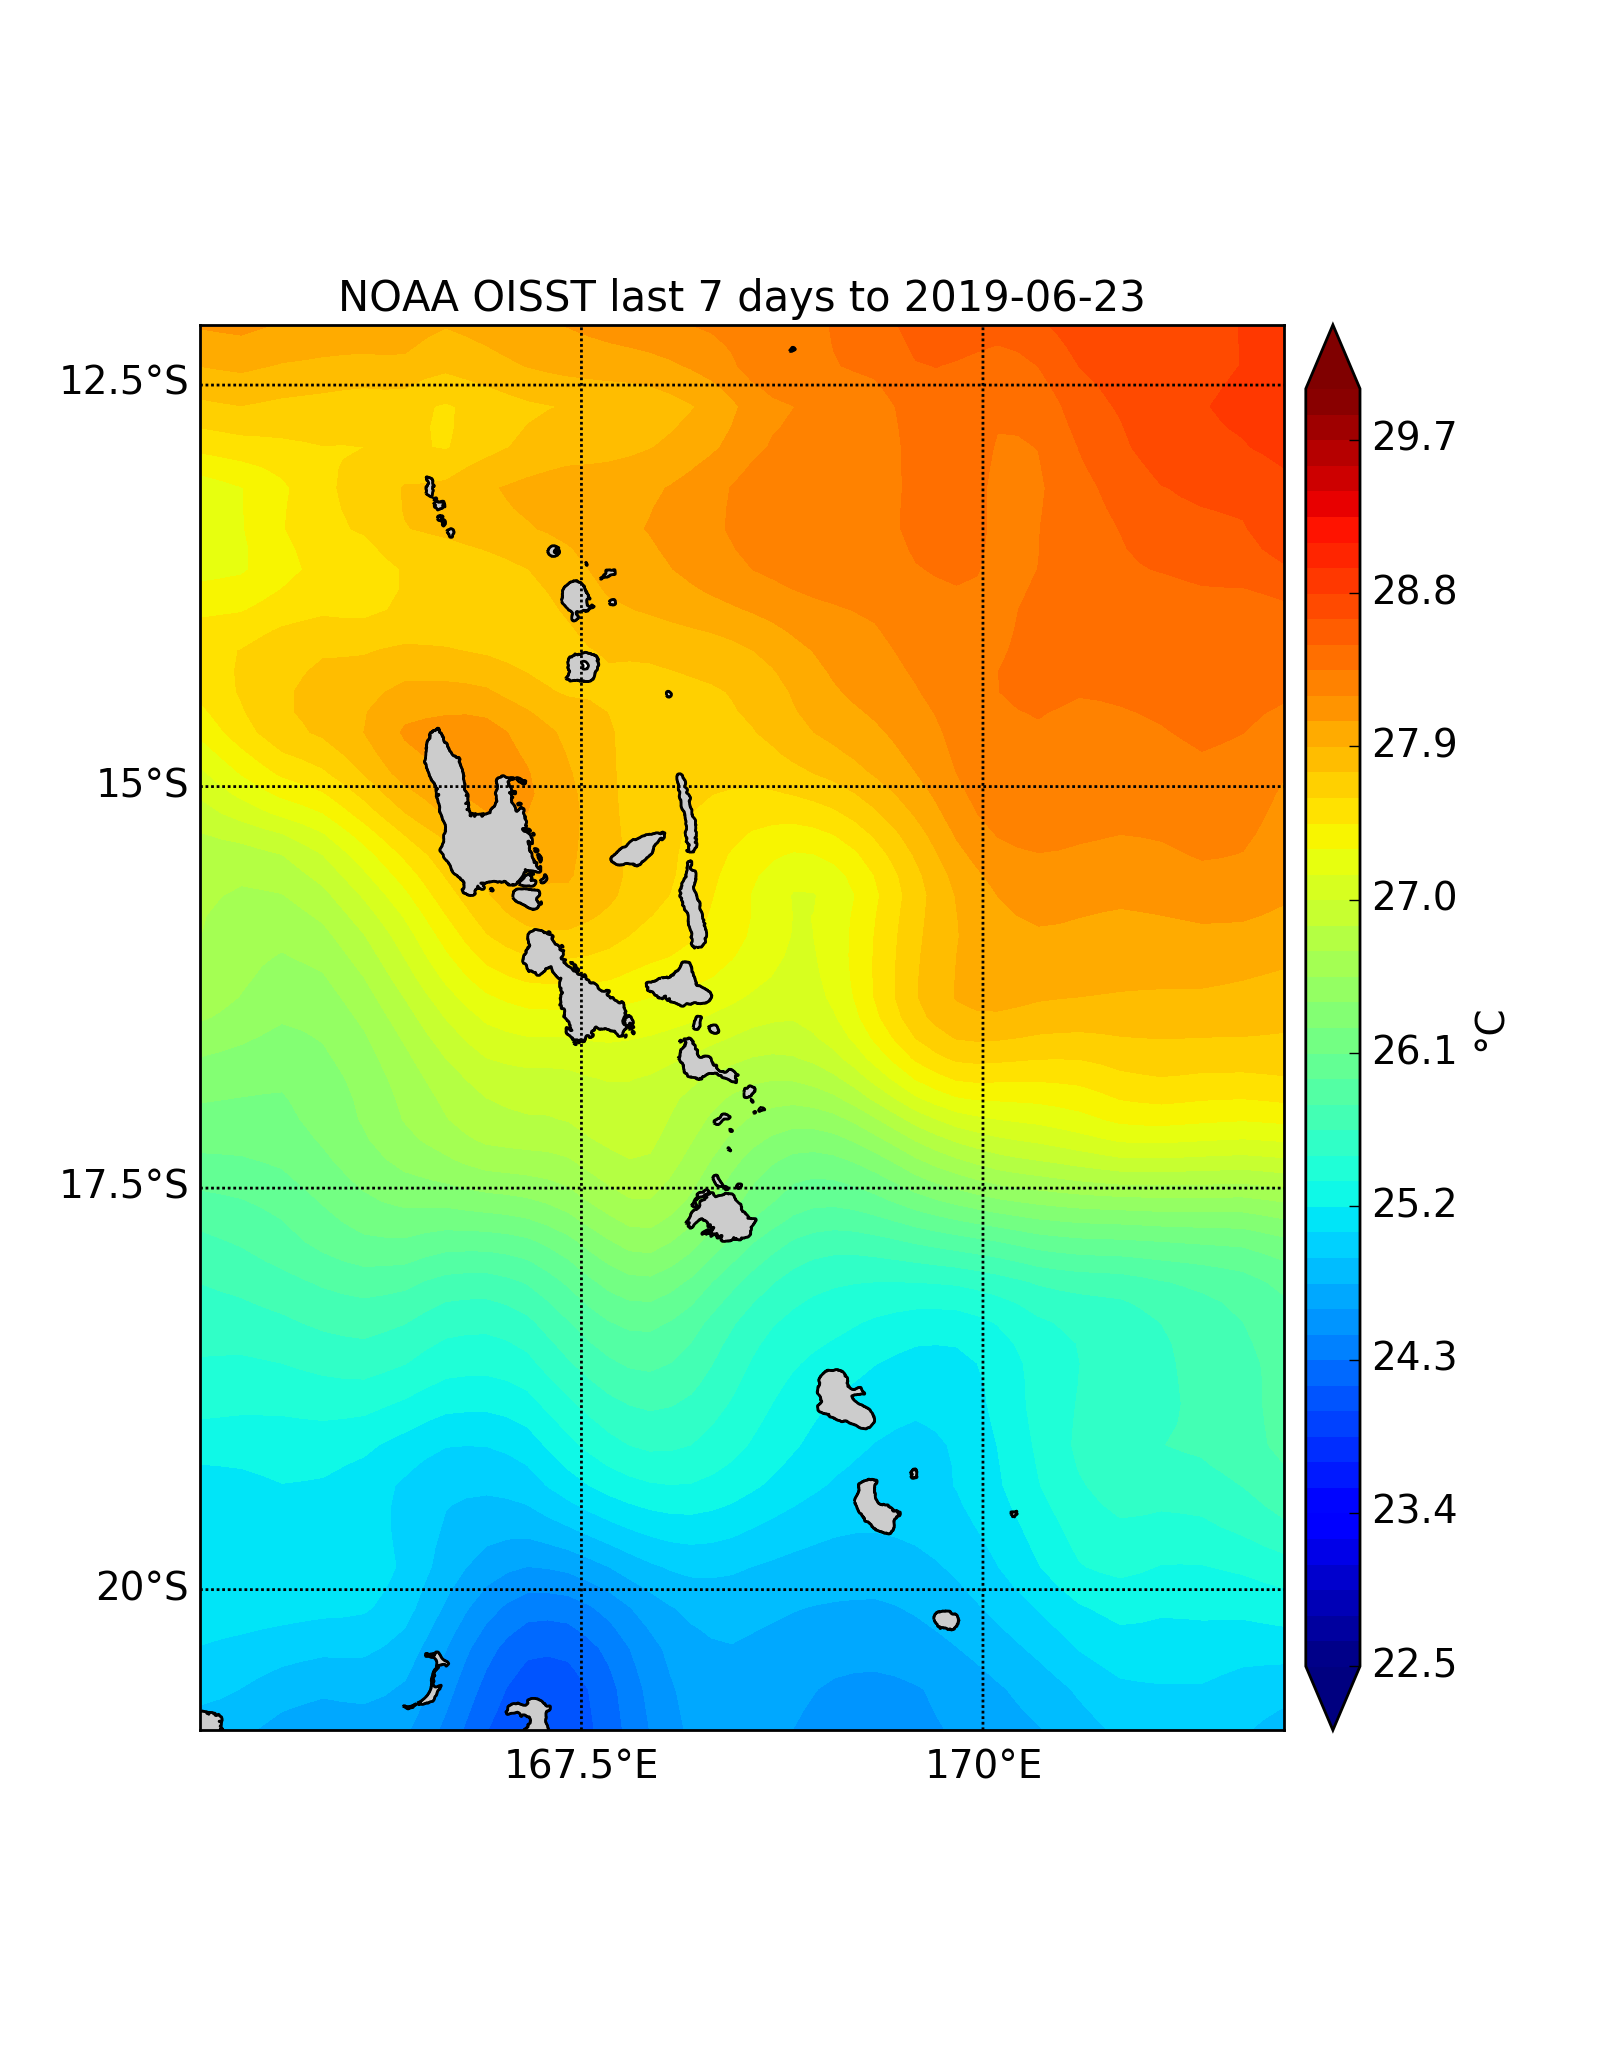 NOAA OISST last 7 days to 2019-06-23
12.5°S
15°S
17.5°S
20°S
167.5°E
170°E
29.7
28.8
27.9
27.0
26.1
25.2
24.3
23.4
22.5
°C